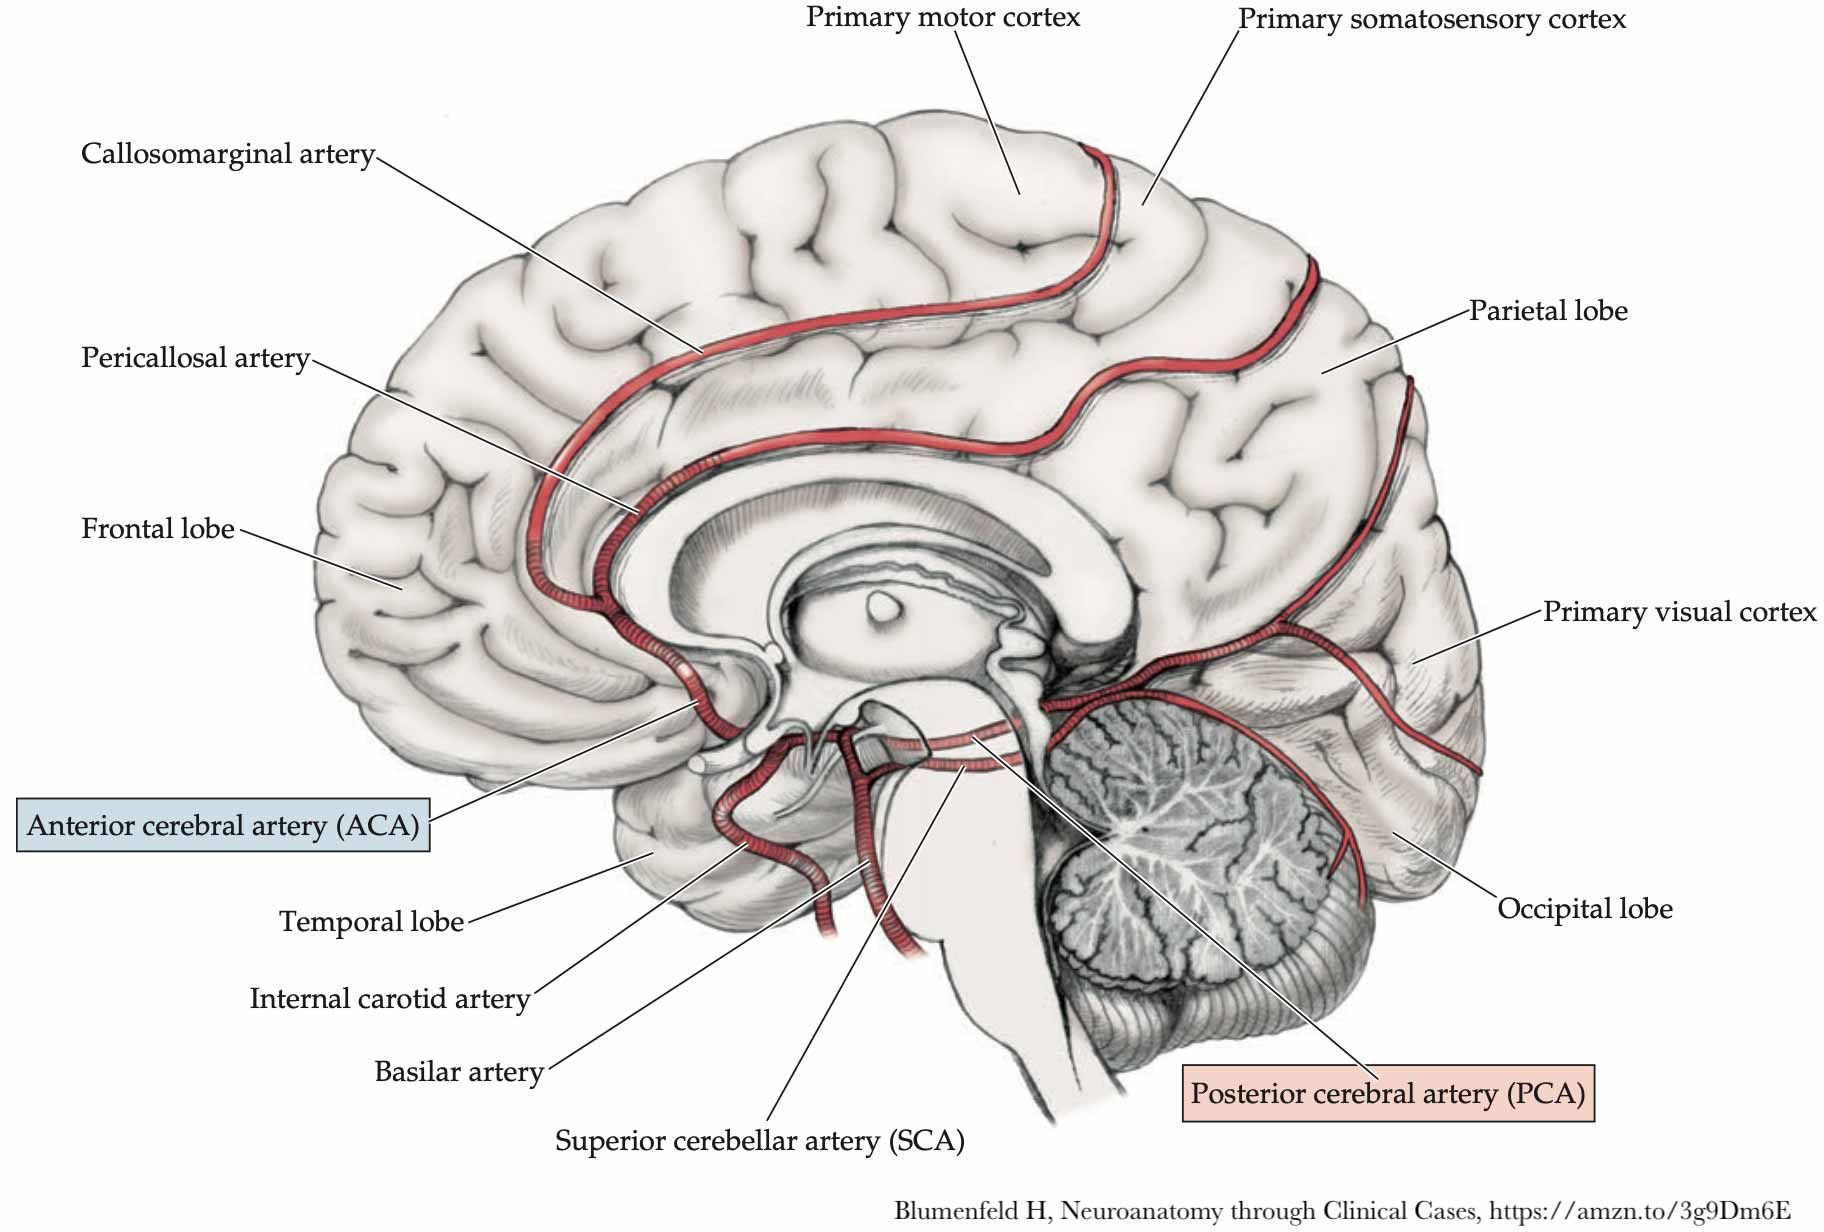 Primary motor cortex
Primary somatosensory cortex
Callosomarginal artery
Parietal lobe
Pericallosal artery
Frontal lobe
Primary visual cortex
Anterior cerebral artery (ACA)
Temporal lobe
Occipital lobe
Internal carotid artery
Basilar artery
Posterior cerebral artery (PCA)
Superior cerebellar artery (SCA)
Blumenfeld H, Neuroanatomy through Clinical Cases, https://amzn.to/3g9Dm6E